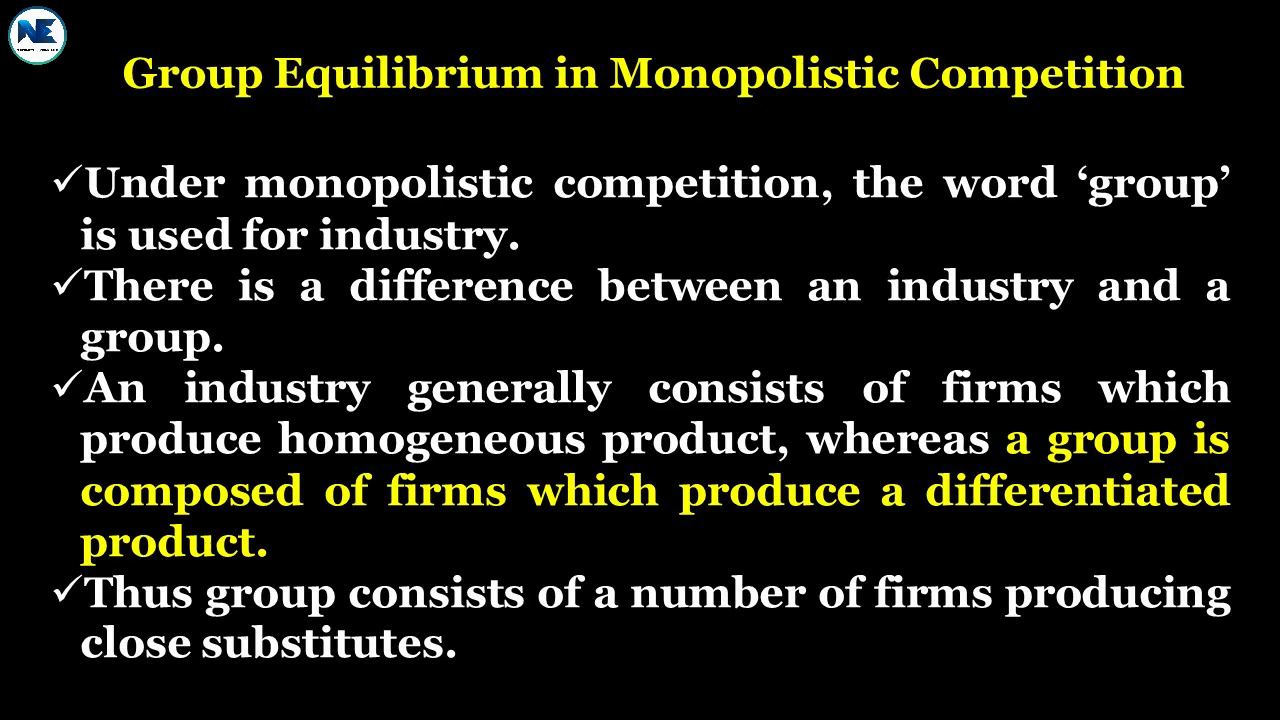 NE
Group Equilibrium in Monopolistic Competition
✓Under monopolistic competition, the word ‘group’
is used for industry.
✓There is a difference between an industry and a
group.
✓An industry generally consists of firms which
produce homogeneous product, whereas a group is
composed of firms which produce a differentiated
product.
✓Thus group consists of a number of firms producing
close substitutes.